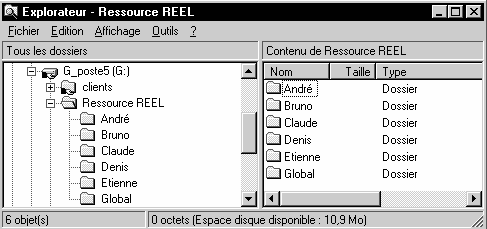 Explorateur - Ressource REEL
Fichier Edition Affichage Outils ?
Tous les dossiers
Contenu de Ressource REEL
G_poste5 (G:)
clients
Ressource REEL
André
Bruno
Claude
Denis
Etienne
Global
Nom Taille Type
André Dossier
Bruno Dossier
Claude Dossier
Denis Dossier
Etienne Dossier
Global Dossier
6 objet(s)
0 octets (Espace disque disponible : 10,9 Mo)